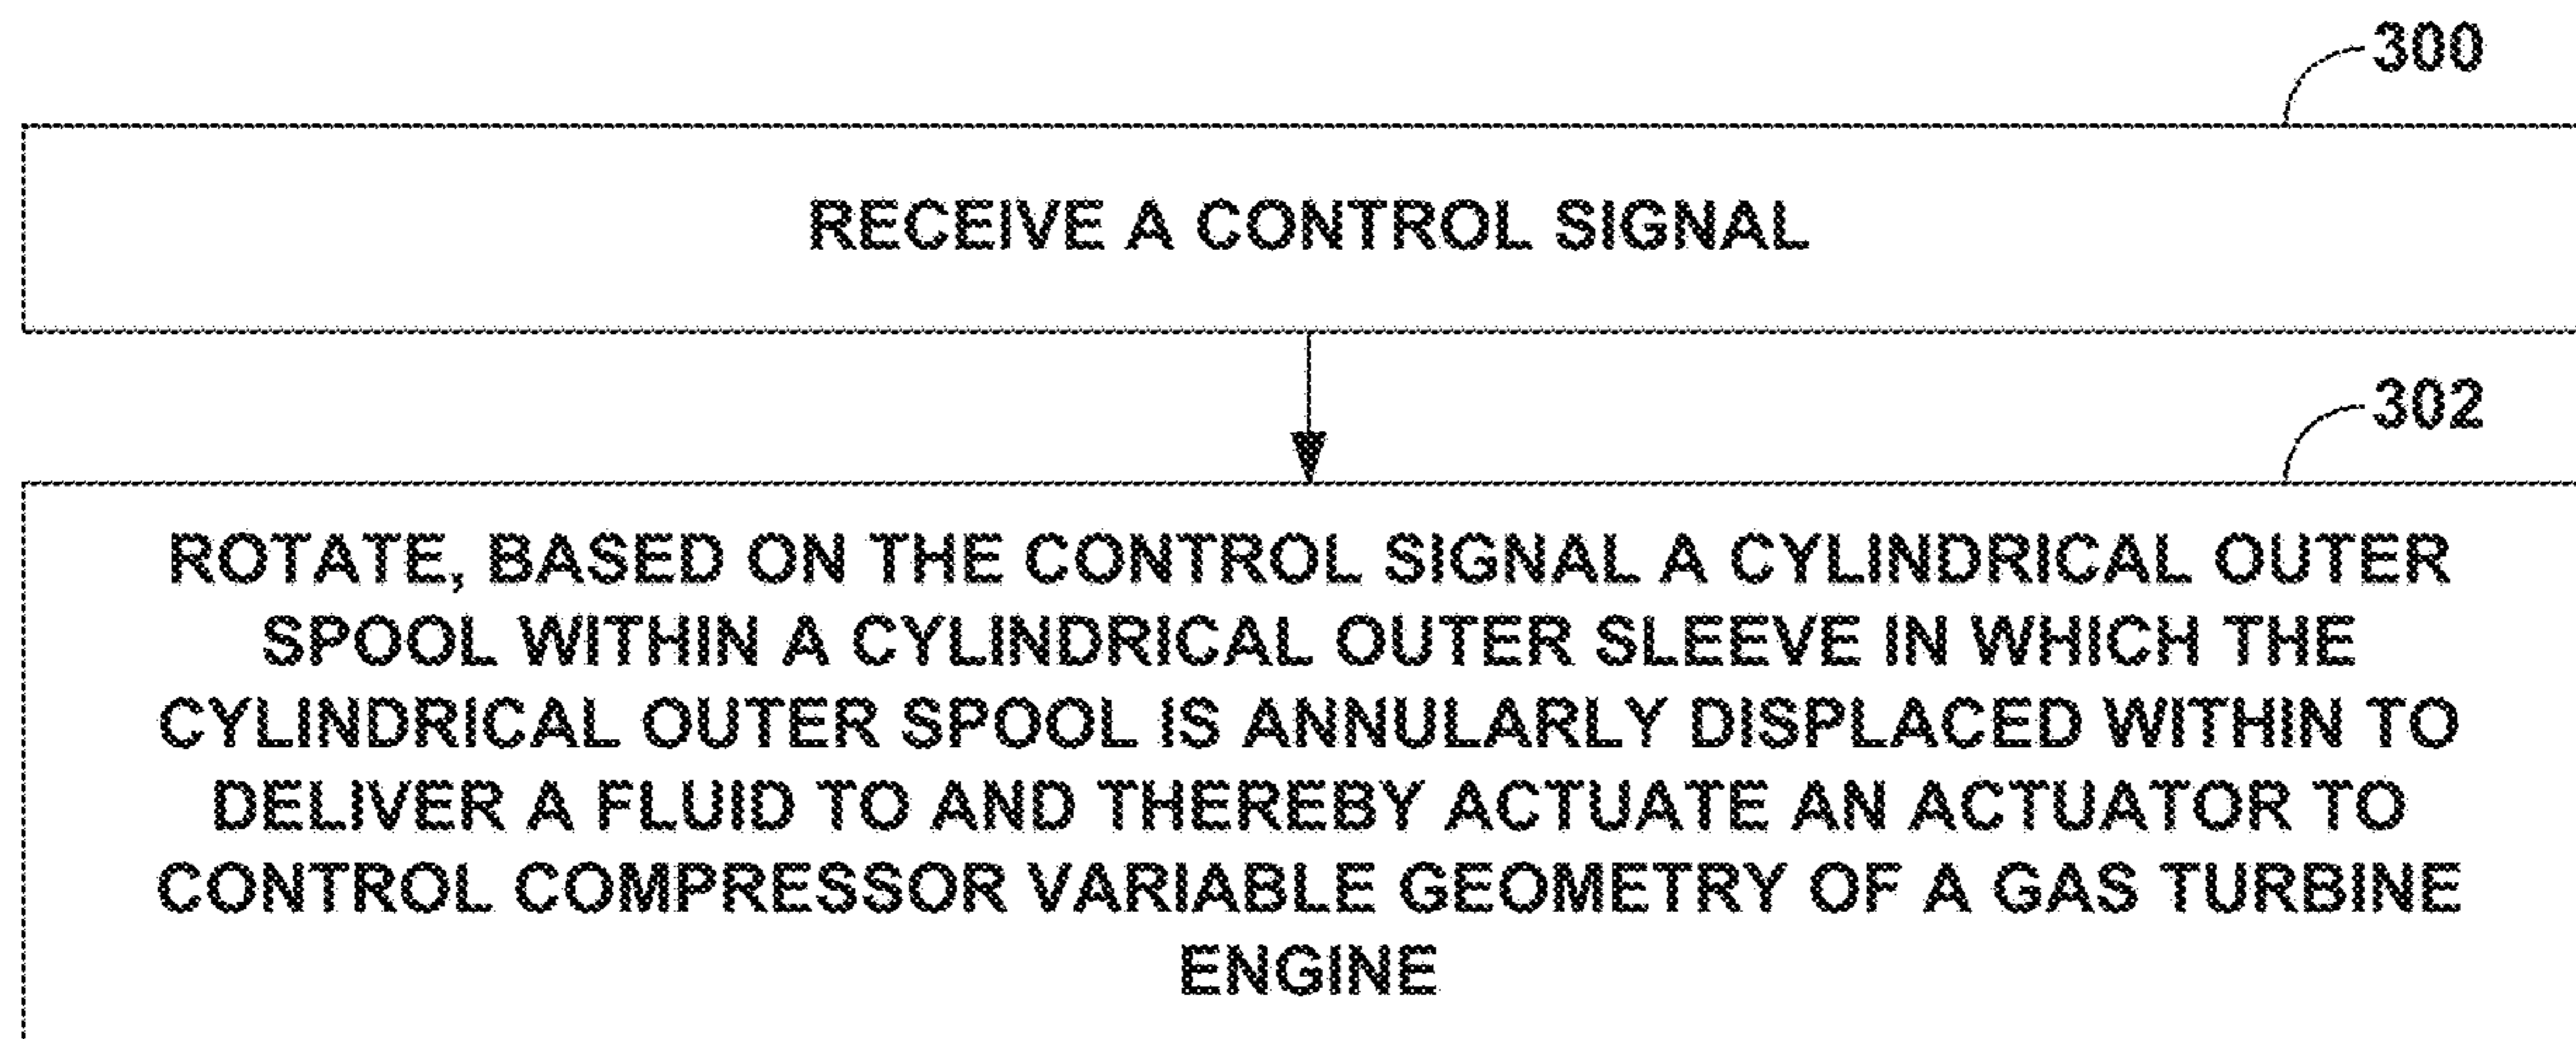 300
RECEIVE A CONTROL SIGNAL
302
ROTATE, BASED ON THE CONTROL SIGNAL A CYLINDRICAL OUTER
SPOOL WITHIN A CYLINDRICAL OUTER SLEEVE IN WHICH THE
CYLINDRICAL OUTER SPOOL IS ANNULARLY DISPLACED WITHIN TO
DELIVER A FLUID TO AND THEREBY ACTUATE AN ACTUATOR TO
CONTROL COMPRESSOR VARIABLE GEOMETRY OF A GAS TURBINE
ENGINE